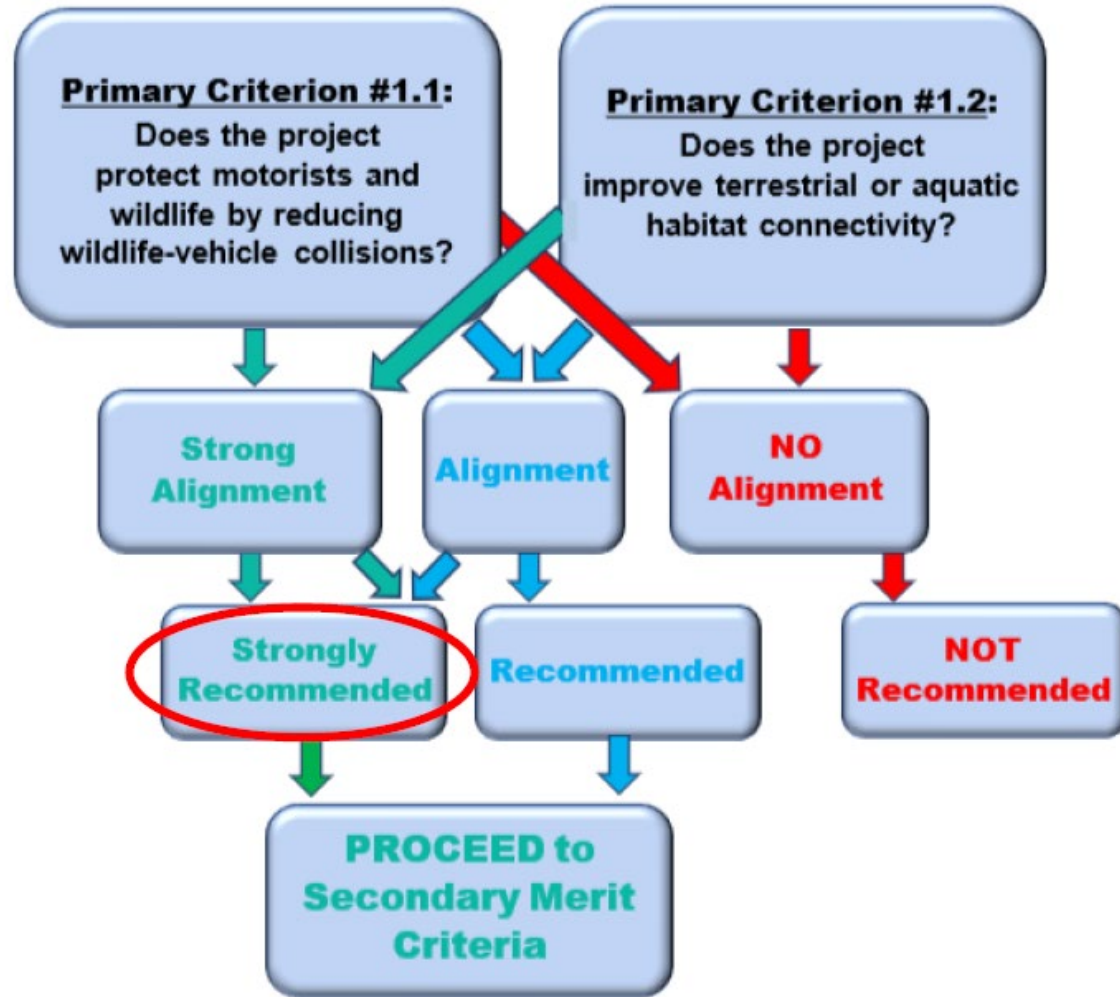 Primary Criterion #1.1:
Does the project
protect motorists and
wildlife by reducing
wildlife-vehicle collisions?
Primary Criterion #1.2:
Does the project
improve terrestrial or aquatic
habitat connectivity?
Strong
Alignment
Alignment
NO
Alignment
Strongly
Recommended
Recommended
NOT
Recommended
PROCEED to
Secondary Merit
Criteria